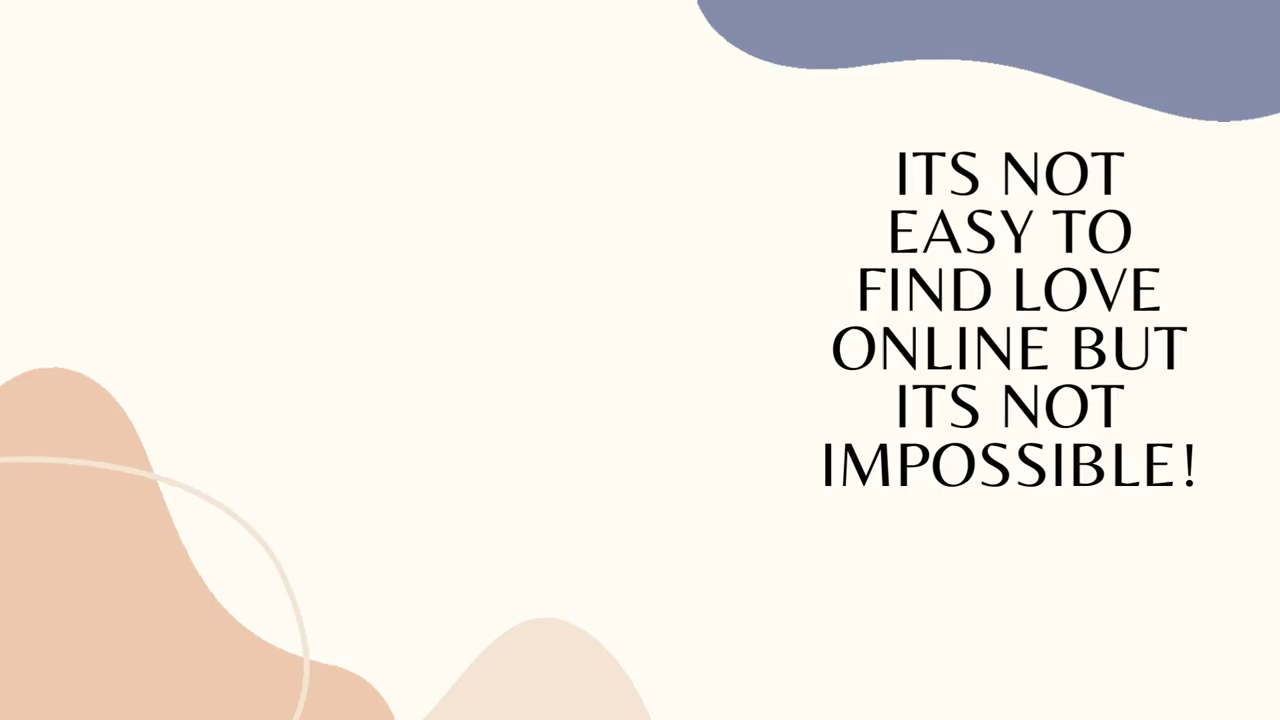 ITS NOT
EASY TO
FIND LOVE
ONLINE BUT
ITS NOT
IMPOSSIBLE!